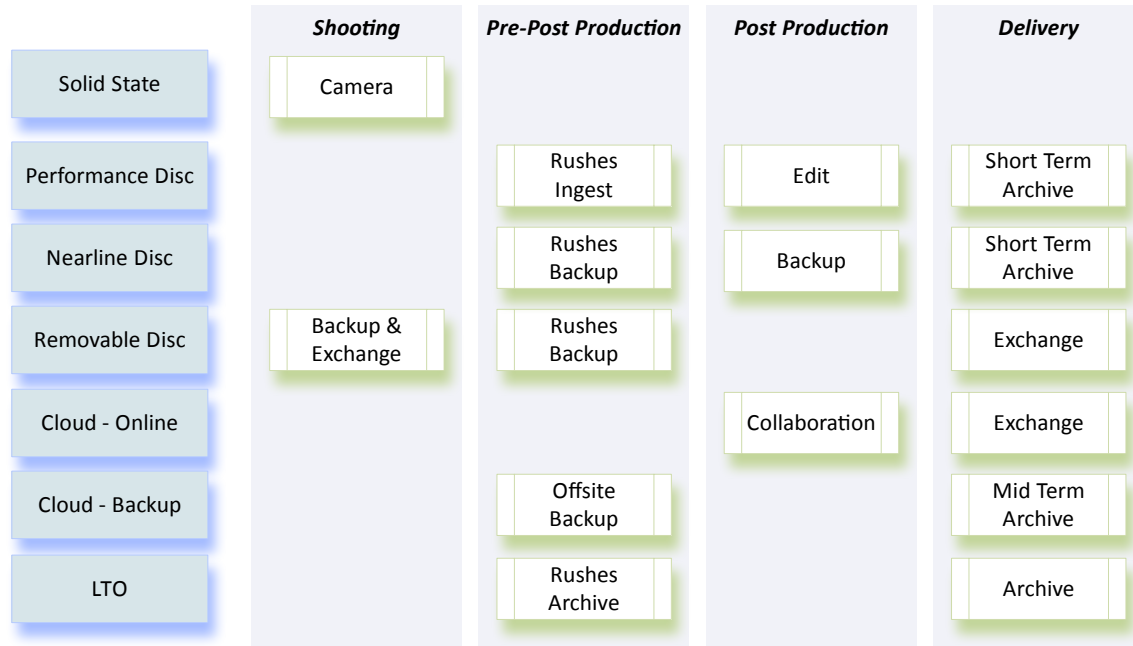 Shooting
Pre-Post Production
Post Production
Delivery
Solid State
Camera
Performance Disc
Rushes
Ingest
Edit
Short Term
Archive
Nearline Disc
Rushes
Backup
Backup
Short Term
Archive
Removable Disc
Backup &
Exchange
Rushes
Backup
Exchange
Cloud - Online
Collaboration
Exchange
Cloud - Backup
Offsite
Backup
Mid Term
Archive
LTO
Rushes
Archive
Archive